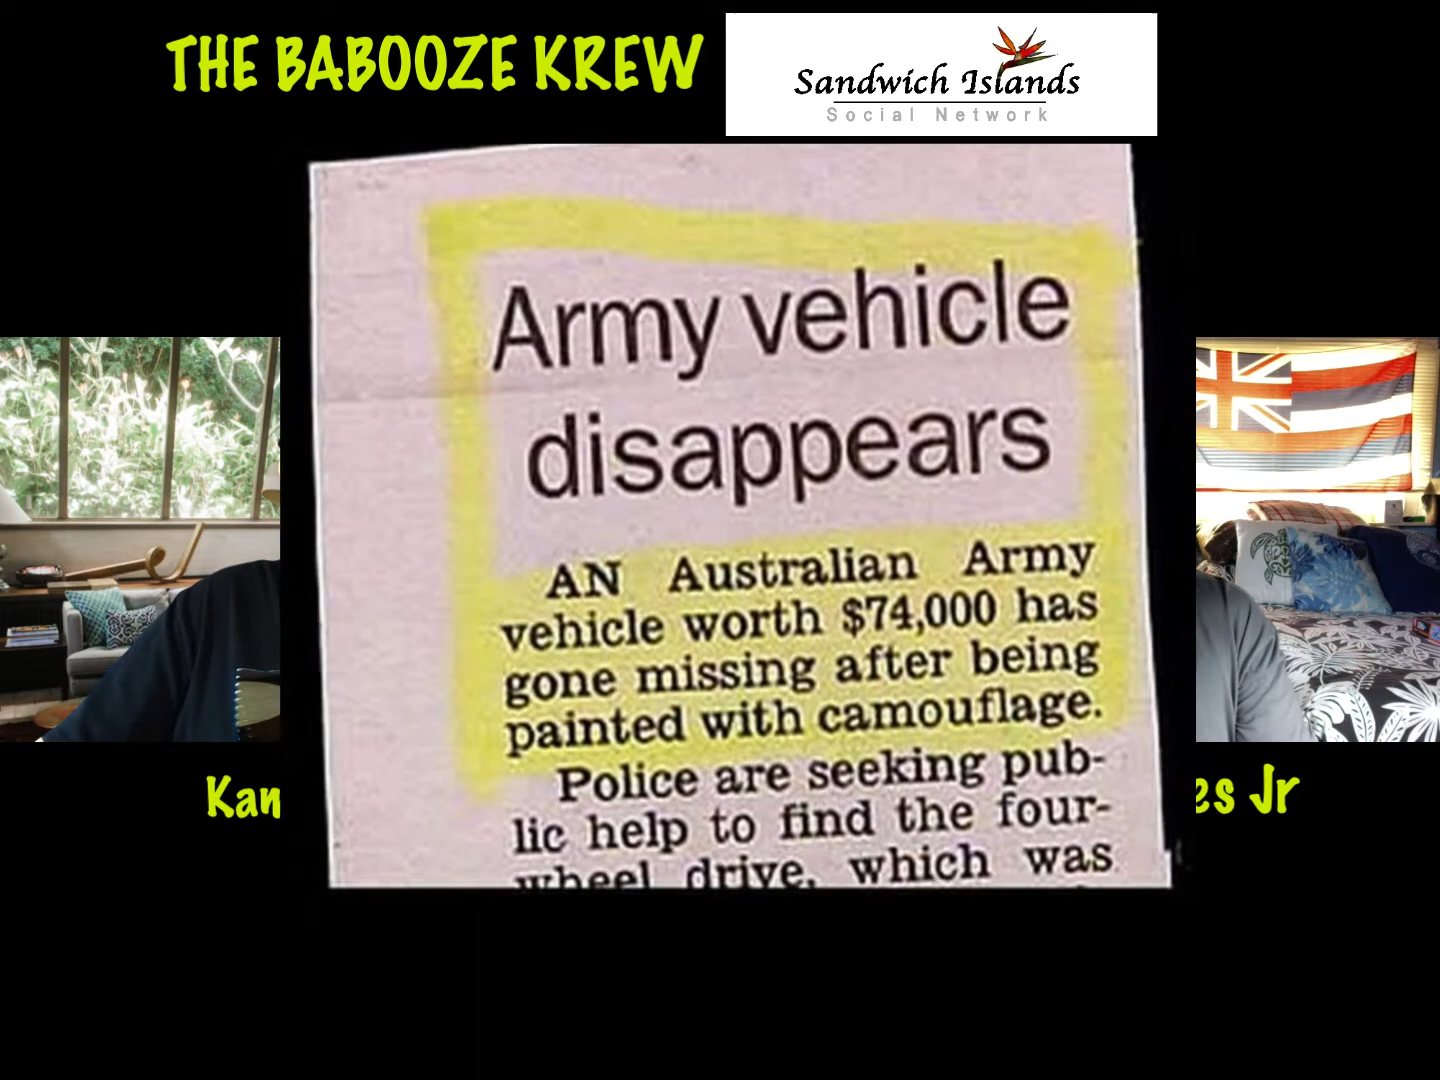 THE BABOOZE KREW
Sandwich Islands
Social Network
Army vehicle
disappears
AN Australian Army
vehicle worth $74,000 has
gone missing after being
painted with camouflage.
Police are seeking pub-
lic help to find the four-
wheel drive, which was
Kan
es Jr